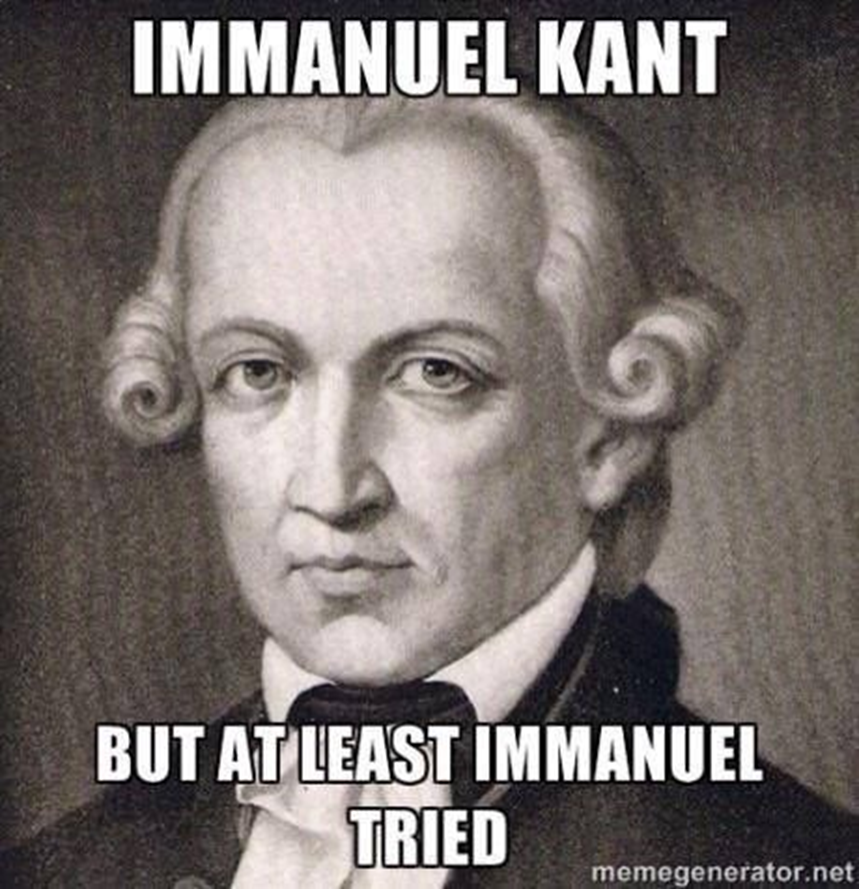 IMMANUEL KANT
BUT AT LEAST IMMANUEL
TRIED
memegenerator.net